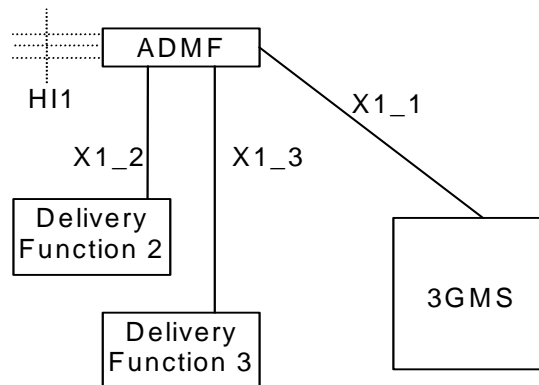 ADMF
HI1
X1_1
X1_2
X1_3
Delivery
Function 2
3GMS
Delivery
Function 3